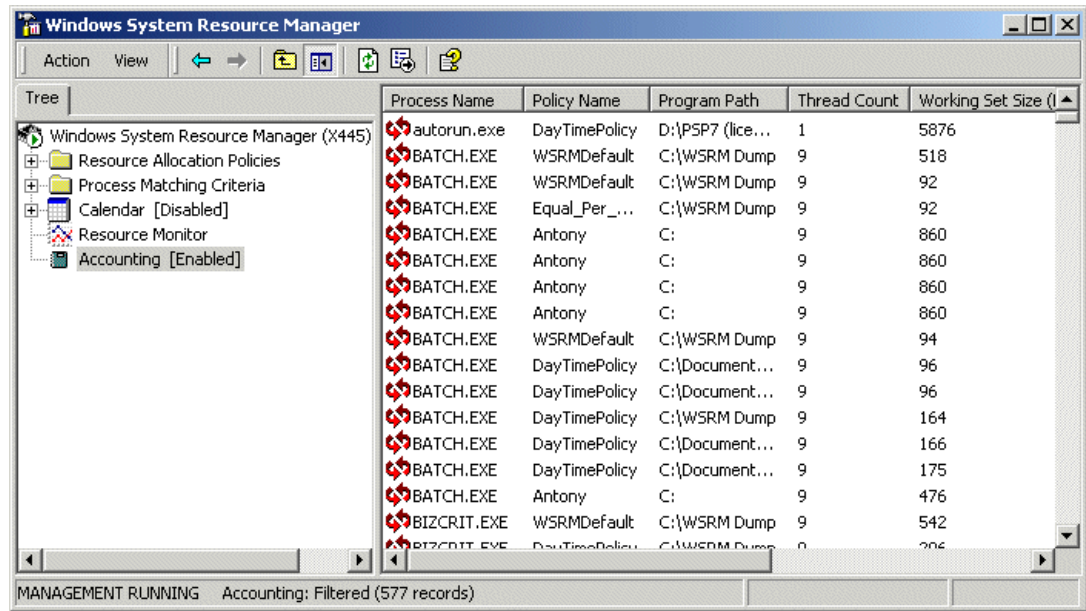 Windows System Resource Manager
Action View
Tree
Windows System Resource Manager (X445)
Resource Allocation Policies
Process Matching Criteria
Calendar [Disabled]
Resource Monitor
Accounting [Enabled]
Process Name Policy Name Program Path Thread Count Working Set Size (
autorun.exe DayTimePolicy D:\PSP7 (lice... 1 5876
BATCH.EXE WSRMDefault C:\WSRM Dump 9 518
BATCH.EXE WSRMDefault C:\WSRM Dump 9 92
BATCH.EXE Equal_Per_... C:\WSRM Dump 9 92
BATCH.EXE Antony C: 9 860
BATCH.EXE Antony C: 9 860
BATCH.EXE Antony C: 9 860
BATCH.EXE Antony C: 9 860
BATCH.EXE WSRMDefault C:\WSRM Dump 9 94
BATCH.EXE DayTimePolicy C:\Document... 9 96
BATCH.EXE DayTimePolicy C:\Document... 9 96
BATCH.EXE DayTimePolicy C:\WSRM Dump 9 164
BATCH.EXE DayTimePolicy C:\Document... 9 166
BATCH.EXE DayTimePolicy C:\Document... 9 175
BATCH.EXE Antony C: 9 476
BIZCRIT.EXE WSRMDefault C:\WSRM Dump 9 542
BIZCRIT.EXE DayTimePolicy C:\WSRM Dump
MANAGEMENT RUNNING Accounting: Filtered (577 records)